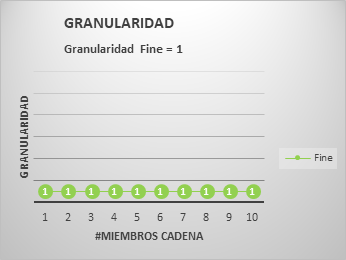 GRANULARIDAD
Granularidad Fine = 1
GRANULARIDAD
1 1 1 1 1 1 1 1 1 1
Fine
1 2 3 4 5 6 7 8 9 10
#MIEMBROS CADENA